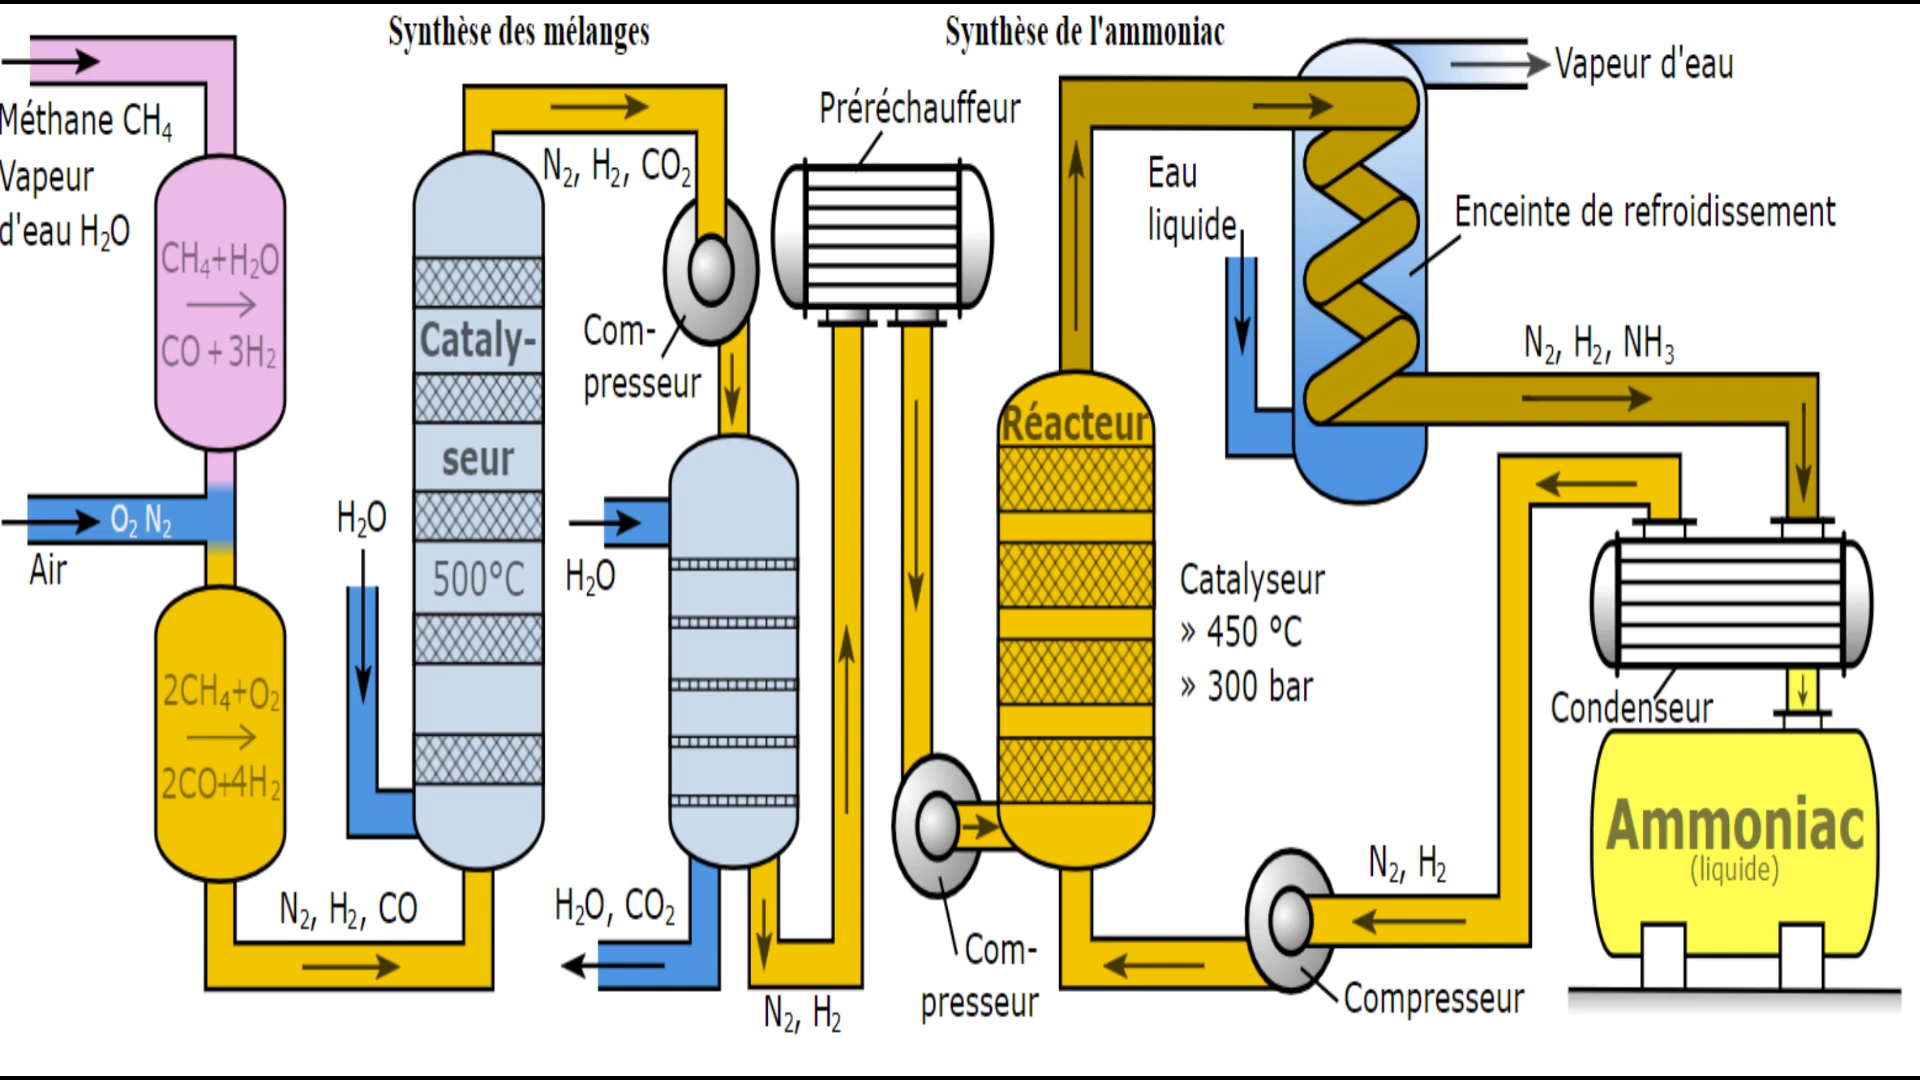 Synthèse des mélanges
Synthèse de l'ammoniac
Méthane CH₄
Vapeur
d'eau H₂O
CH₄+H₂O
→
CO + 3H₂
O₂ N₂
Air
2CH₄+O₂
→
2CO+4H₂
N₂, H₂, CO
H₂O
Cataly-
seur
500°C
N₂, H₂, CO₂
Com-
presseur
H₂O
H₂O, CO₂
N₂, H₂
Préréchauffeur
Com-
presseur
Réacteur
Catalyseur
» 450 °C
» 300 bar
Eau
liquide
Vapeur d'eau
Enceinte de refroidissement
N₂, H₂, NH₃
Condenseur
N₂, H₂
Compresseur
Ammoniac
(liquide)